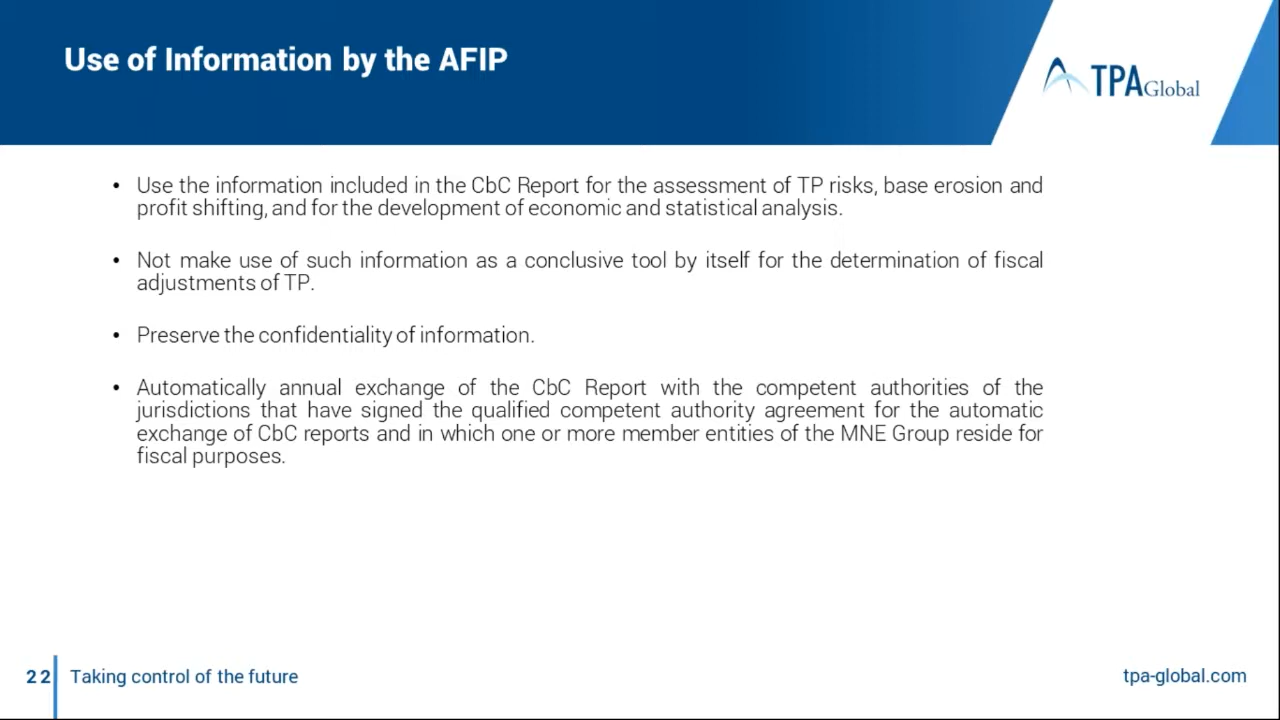 Use of Information by the AFIP
TPAGlobal
• Use the information included in the CbC Report for the assessment of TP risks, base erosion and
profit shifting, and for the development of economic and statistical analysis.
• Not make use of such information as a conclusive tool by itself for the determination of fiscal
adjustments of TP.
• Preserve the confidentiality of information.
• Automatically annual exchange of the CbC Report with the competent authorities of the
jurisdictions that have signed the qualified competent authority agreement for the automatic
exchange of CbC reports and in which one or more member entities of the MNE Group reside for
fiscal purposes.
22 Taking control of the future
tpa-global.com